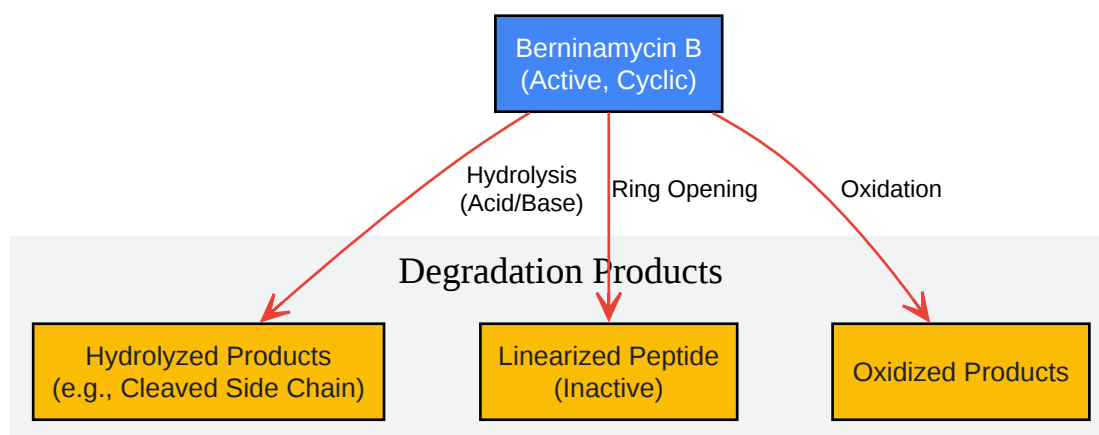 Berninamycin B
(Active, Cyclic)
Hydrolysis
(Acid/Base)
Ring Opening
Oxidation
Degradation Products
Hydrolyzed Products
(e.g., Cleaved Side Chain)
Linearized Peptide
(Inactive)
Oxidized Products